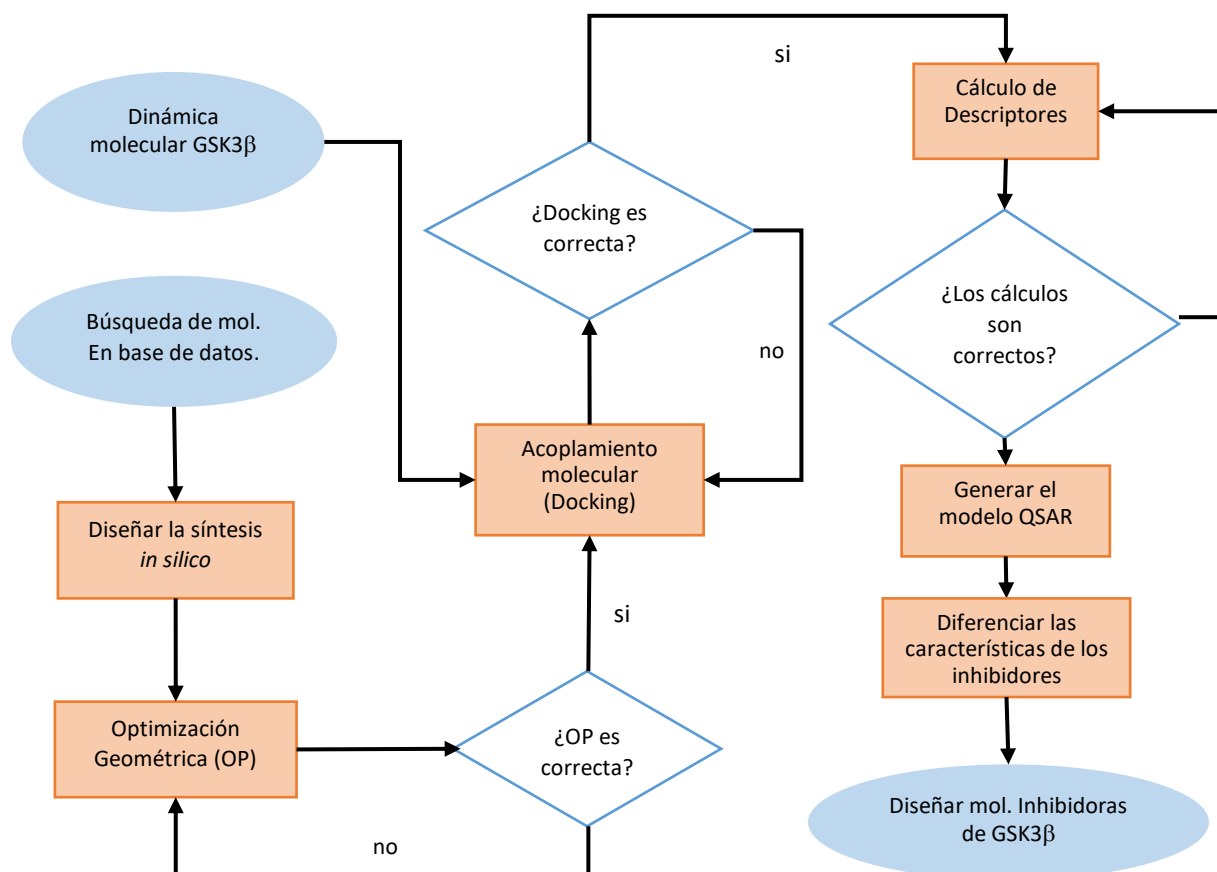 Dinámica
molecular GSK3β
Búsqueda de mol.
En base de datos.
Diseñar la síntesis
in silico
Optimización
Geométrica (OP)
¿OP es
correcta?
no
si
Acoplamiento
molecular
(Docking)
¿Docking es
correcta?
no
si
Cálculo de
Descriptores
¿Los cálculos
son
correctos?
Generar el
modelo QSAR
Diferenciar las
características de los
inhibidores
Diseñar mol. Inhibidoras
de GSK3β